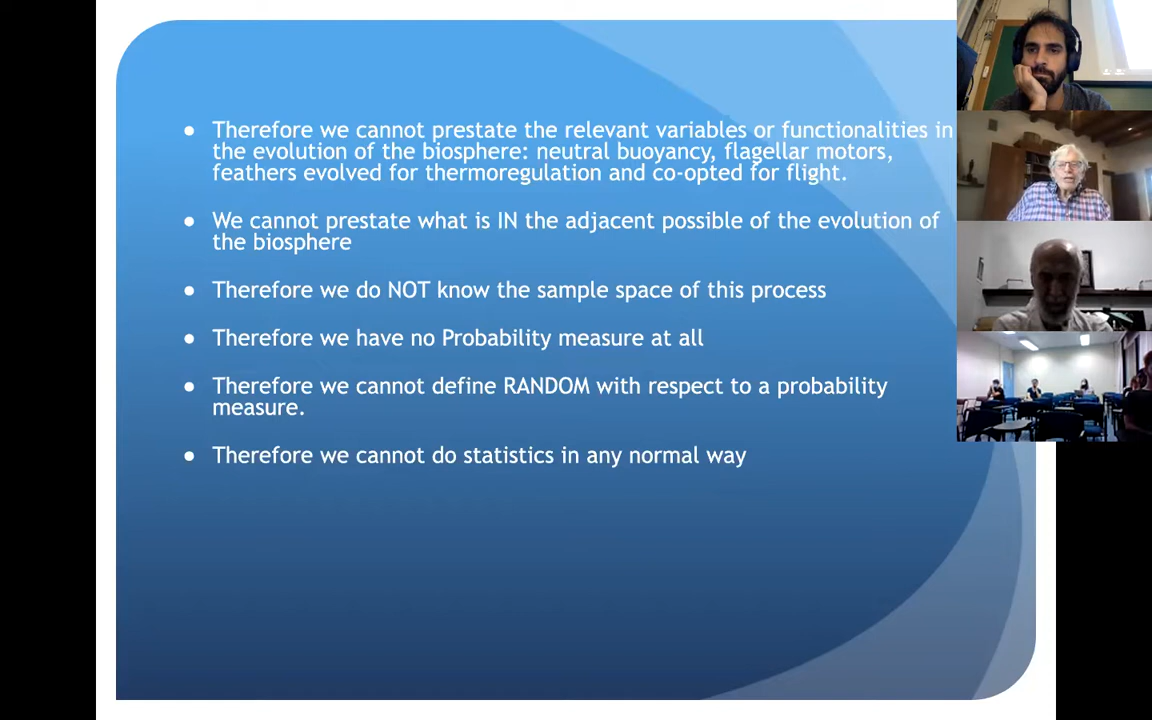 ● Therefore we cannot prestate the relevant variables or functionalities in
the evolution of the biosphere: neutral buoyancy, flagellar motors,
feathers evolved for thermoregulation and co-opted for flight.
● We cannot prestate what is IN the adjacent possible of the evolution of
the biosphere
● Therefore we do NOT know the sample space of this process
● Therefore we have no Probability measure at all
● Therefore we cannot define RANDOM with respect to a probability
measure.
● Therefore we cannot do statistics in any normal way